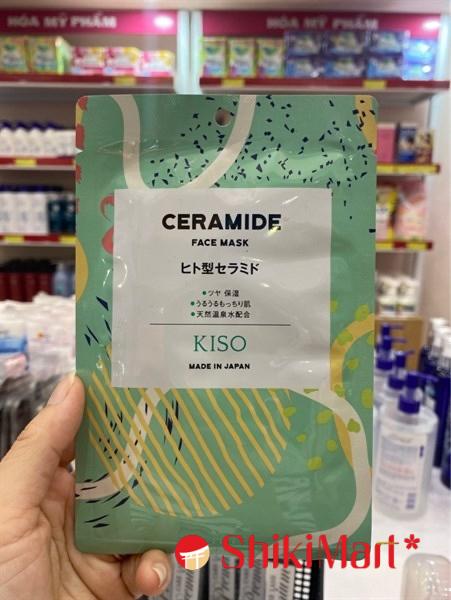 HÓA MỸ PHẨM
HÓA MỸ PHẨM
CERAMIDE
FACE MASK
ヒト型セラミド
●ツヤ 保湿
●うるうるもっちり肌
●天然温泉水配合
KISO
MADE IN JAPAN
ShikiMart*